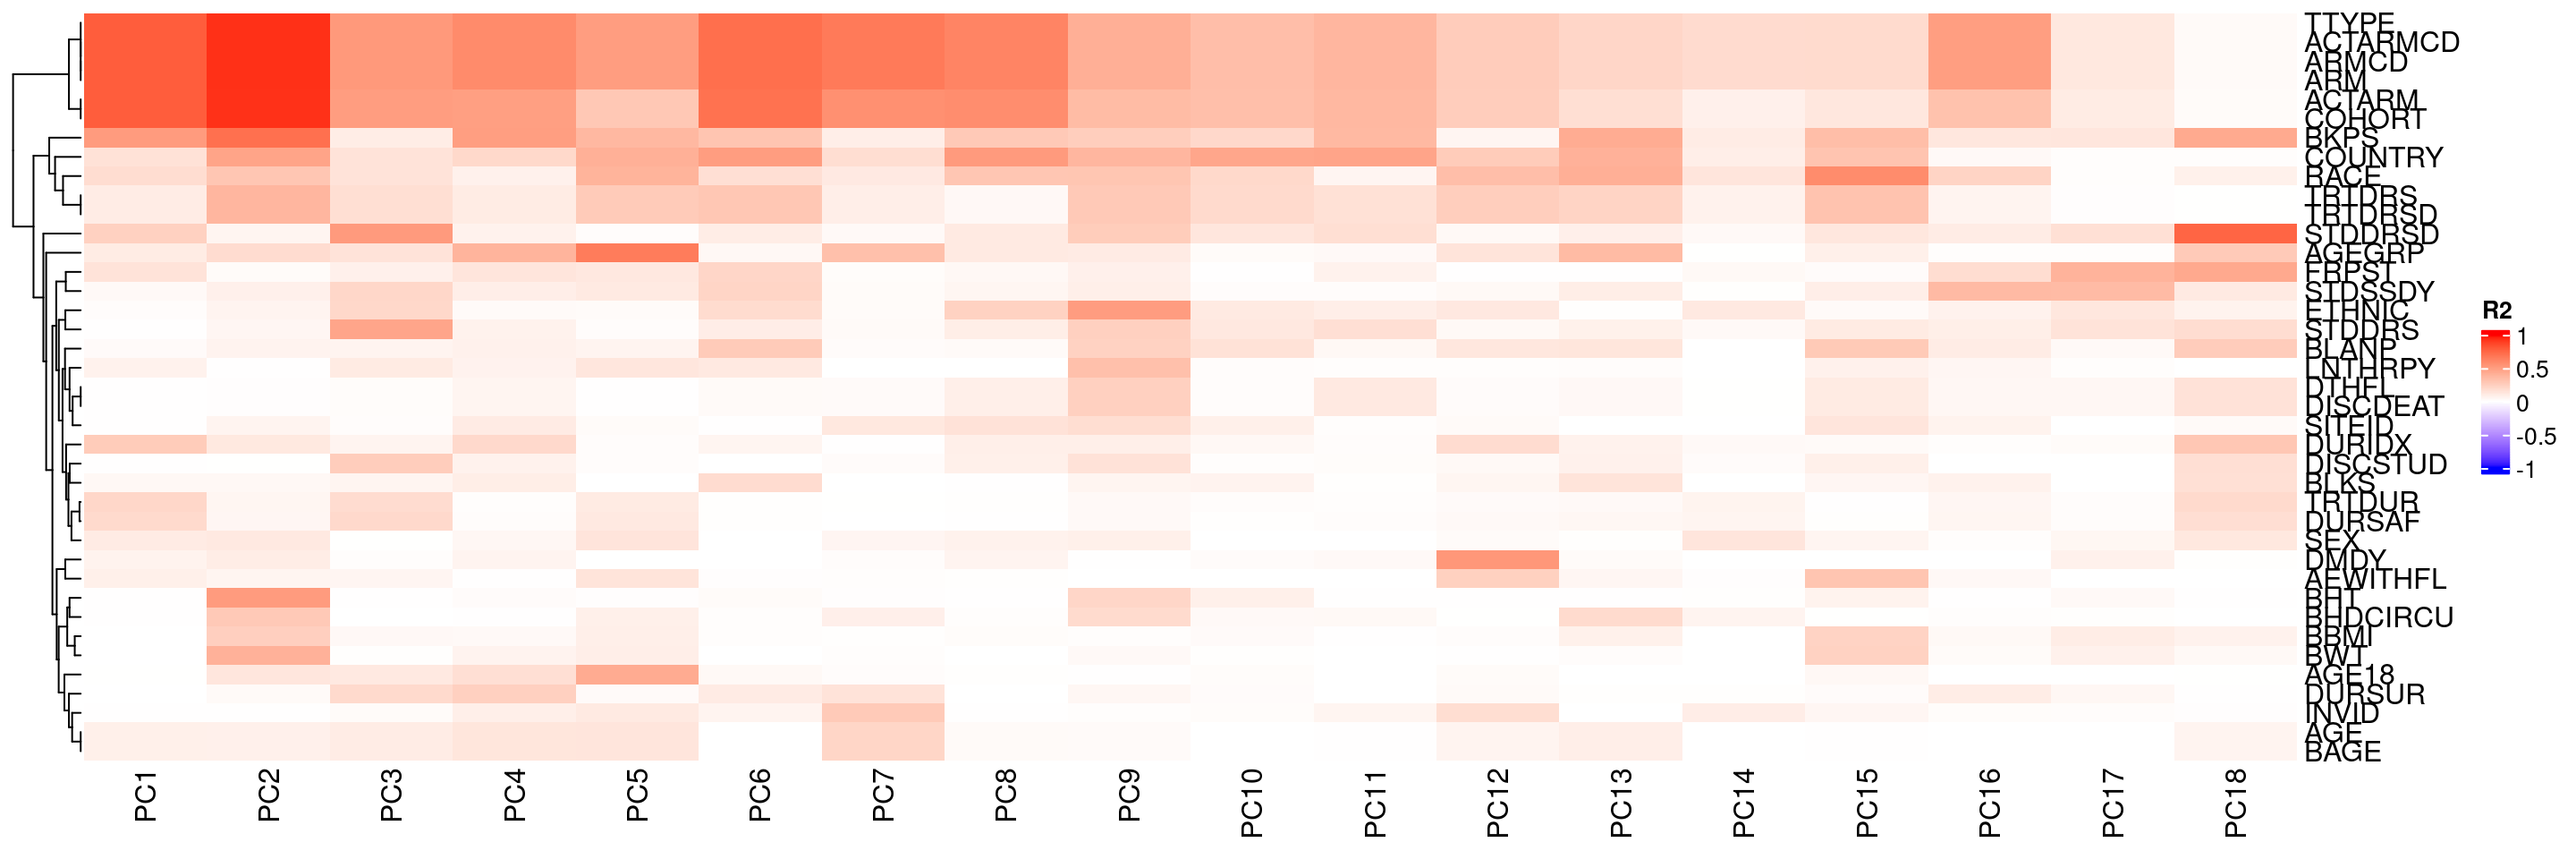 TTYPE
ACTARMCD
ARMCD
ARM
ACTARM
COHORT
BKPS
COUNTRY
RACE
TRTDRS
TRTDRSD
STDDRSD
AGEGRP
FRPST
STDSSDY
ETHNIC
STDDRS
BLANP
LNTHRPY
DTHFL
DISCDEAT
SITEID
DURIDX
DISCSTUD
BLKS
TRTDUR
DURSAF
SEX
DMDY
AEWITHFL
BHT
BHDCIRCU
BBMI
BWT
AGE18
DURSUR
INVID
AGE
BAGE
R2
1
0.5
0
-0.5
-1
PC1 PC2 PC3 PC4 PC5 PC6 PC7 PC8 PC9 PC10 PC11 PC12 PC13 PC14 PC15 PC16 PC17 PC18